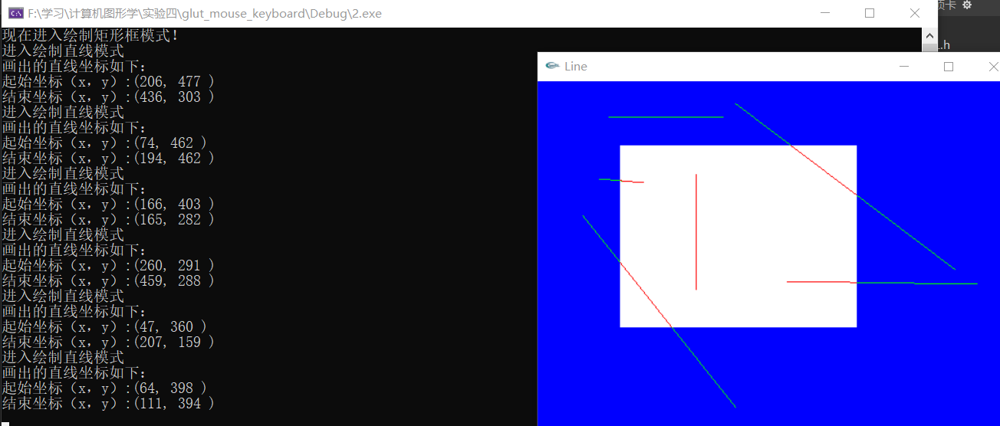 F:\学习\计算机图形学\实验四\glut_mouse_keyboard\Debug\2.exe
现在进入绘制矩形框模式!
进入绘制直线模式
画出的直线坐标如下:
起始坐标（x，y）:(206, 477 )
结束坐标（x，y）:(436, 303 )
进入绘制直线模式
画出的直线坐标如下:
起始坐标（x，y）:(74, 462 )
结束坐标（x，y）:(194, 462 )
进入绘制直线模式
画出的直线坐标如下:
起始坐标（x，y）:(166, 403 )
结束坐标（x，y）:(165, 282 )
进入绘制直线模式
画出的直线坐标如下:
起始坐标（x，y）:(260, 291 )
结束坐标（x，y）:(459, 288 )
进入绘制直线模式
画出的直线坐标如下:
起始坐标（x，y）:(47, 360 )
结束坐标（x，y）:(207, 159 )
进入绘制直线模式
画出的直线坐标如下:
起始坐标（x，y）:(64, 398 )
结束坐标（x，y）:(111, 394 )
项卡
.h
Line